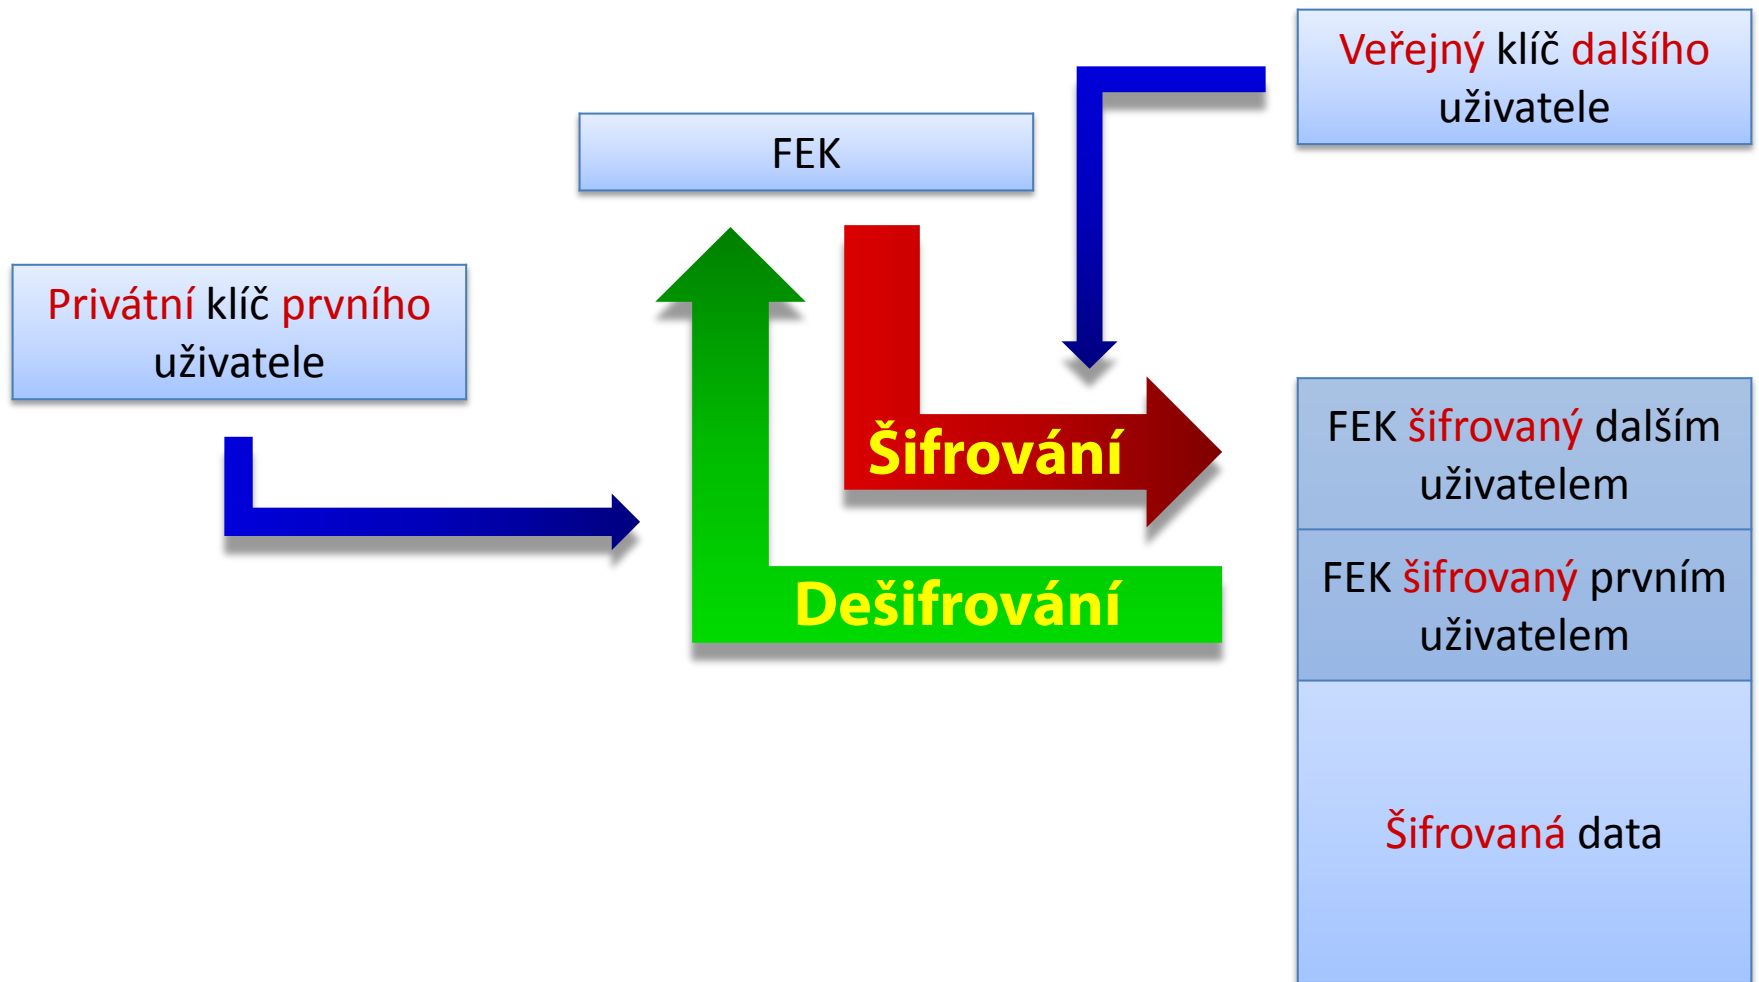 Veřejný klíč dalšího
uživatele
FEK
Privátní klíč prvního
uživatele
Šifrování
FEK šifrovaný dalším
uživatelem
Dešifrování
FEK šifrovaný prvním
uživatelem
Šifrovaná data